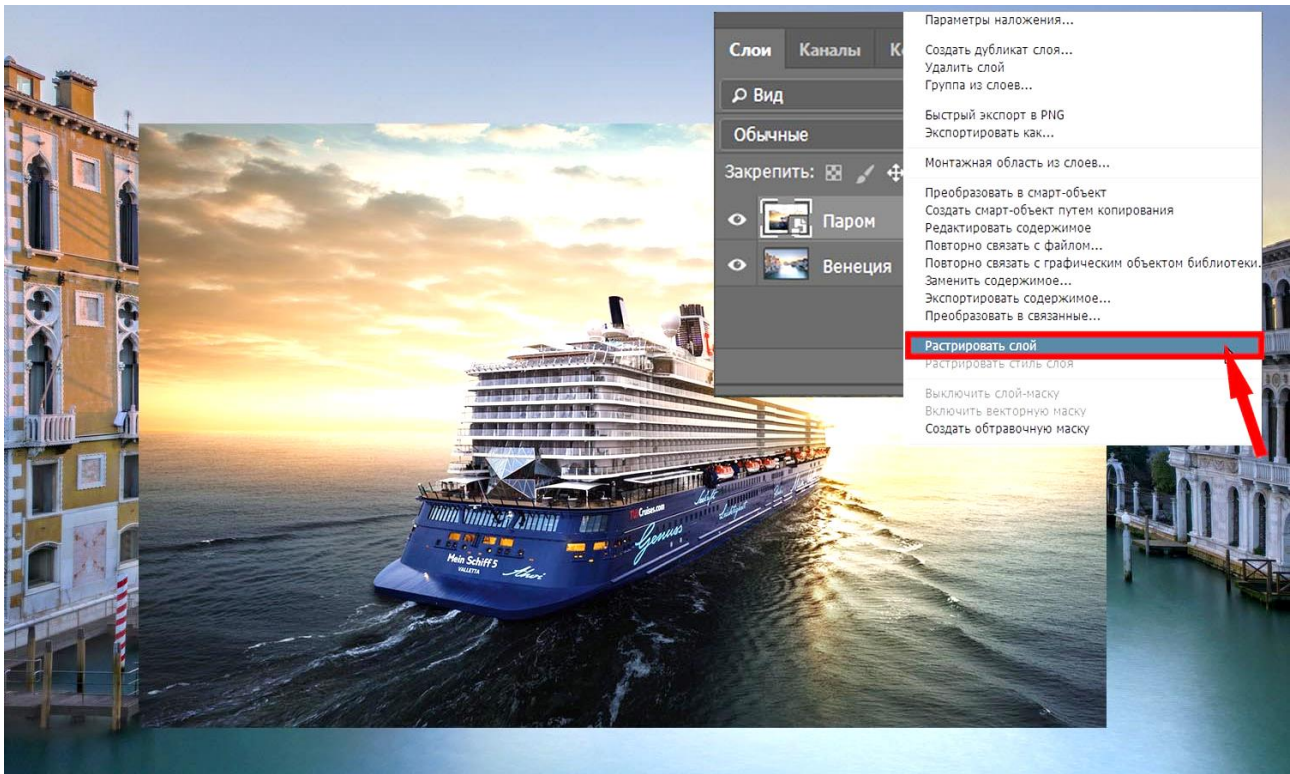 Слои
Каналы
Вид
Обычные
Закрепить:
Паром
Венеция
Параметры наложения...
Создать дубликат слоя...
Удалить слой
Группа из слоев...
Быстрый экспорт в PNG
Экспортировать как...
Монтажная область из слоев...
Преобразовать в смарт-объект
Создать смарт-объект путем копирования
Редактировать содержимое
Повторно связать с файлом...
Повторно связать с графическим объектом библиотеки.
Заменить содержимое...
Экспортировать содержимое...
Преобразовать в связанные...
Растрировать слой
Растрировать стиль слоя
Выключить слой-маску
Включить векторную маску
Создать обтравочную маску
Genuss
Mein Schiff 5
VALLETTA